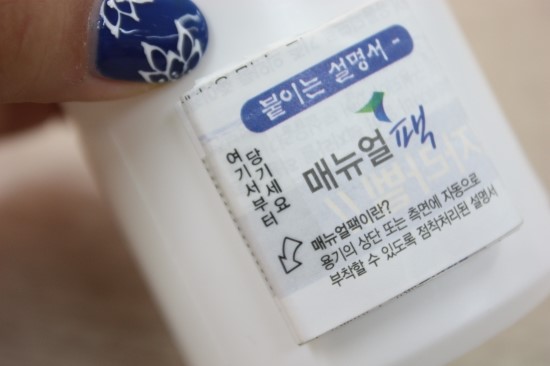 붙이는 설명서 -
여기서부터
당기세요
매뉴얼팩
매뉴얼팩이란?
용기의 상단 또는 측면에 자동으로
부착할 수 있도록 점착처리된 설명서